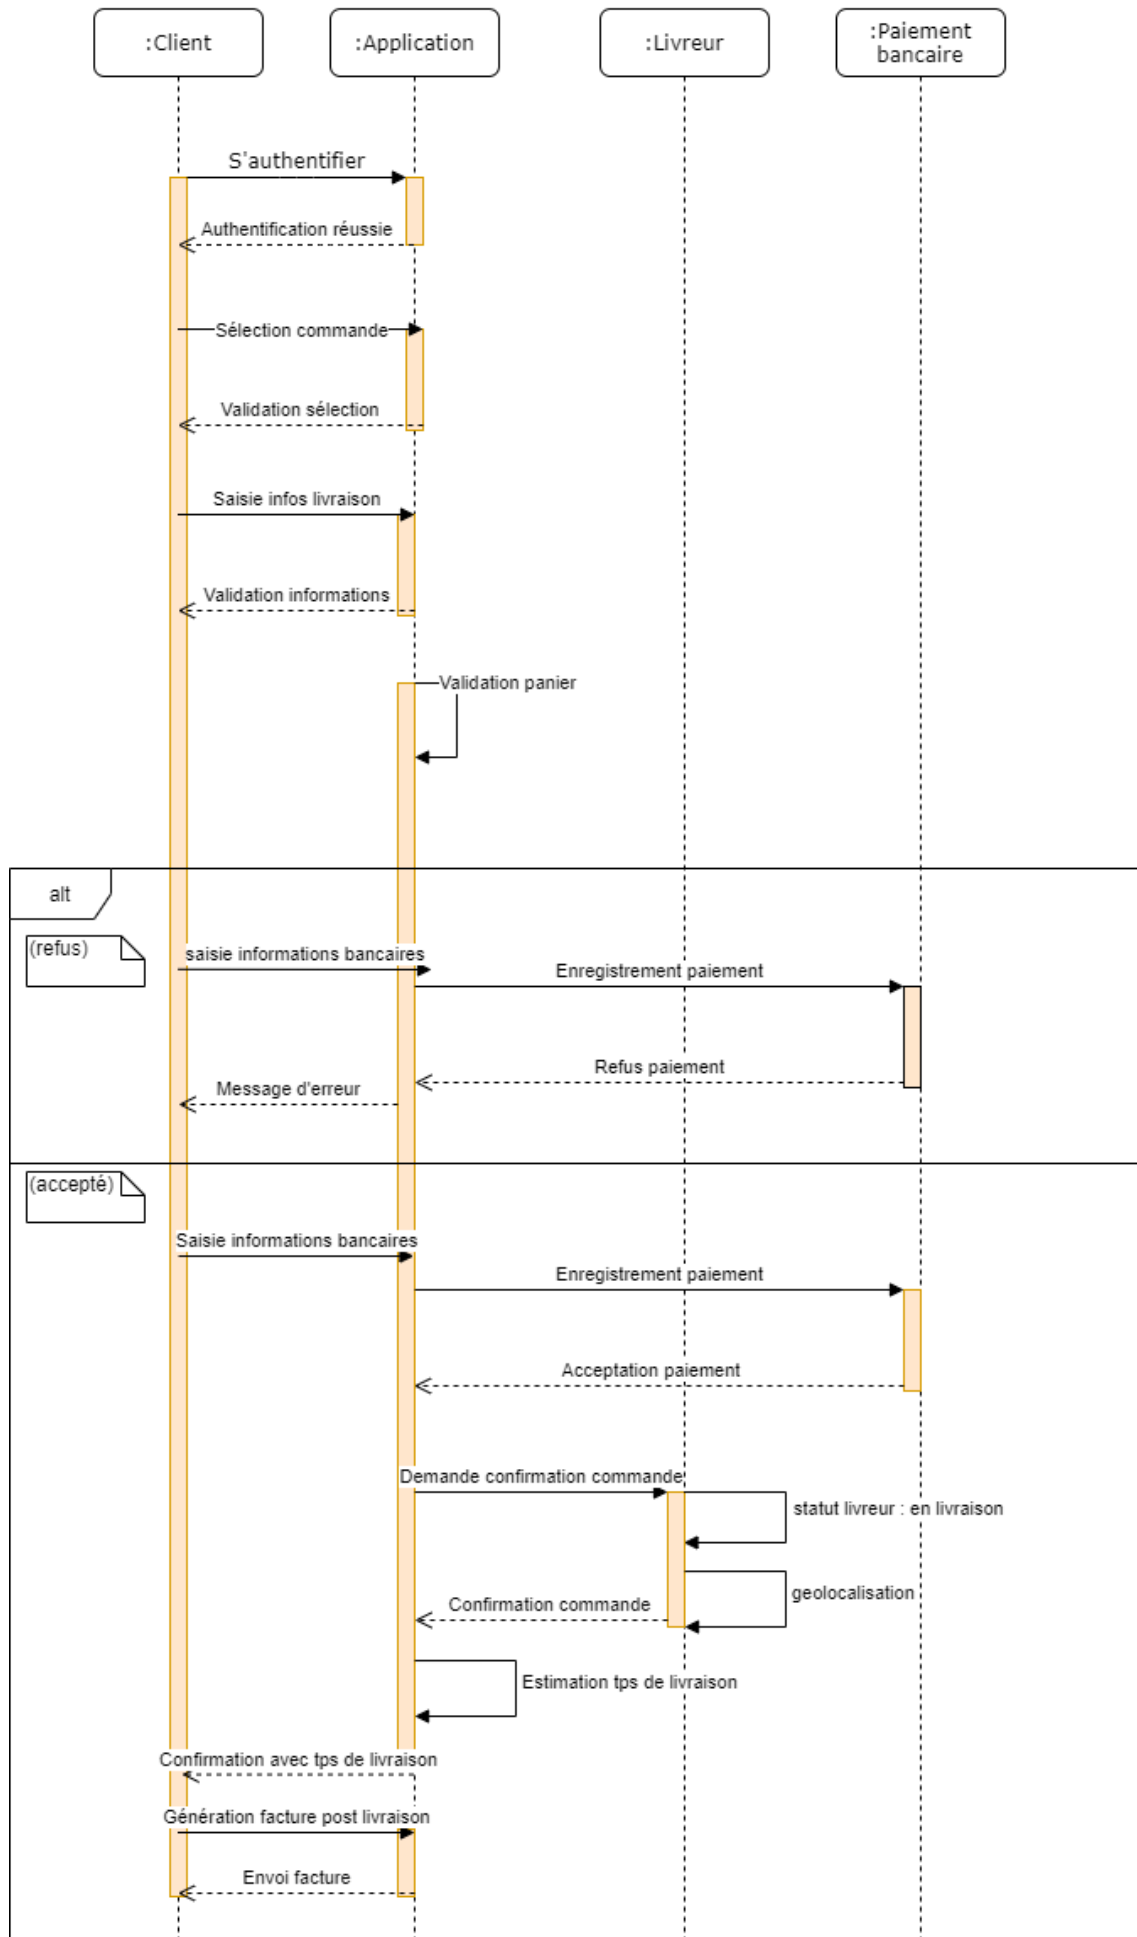 :Client
:Application
:Livreur
:Paiement
bancaire
S'authentifier
Authentification réussie
Sélection commande
Validation sélection
Saisie infos livraison
Validation informations
Validation panier
alt
(refus)
saisie informations bancaires
Enregistrement paiement
Refus paiement
Message d'erreur
(accepté)
Saisie informations bancaires
Enregistrement paiement
Acceptation paiement
Demande confirmation commande
statut livreur : en livraison
geolocalisation
Confirmation commande
Estimation tps de livraison
Confirmation avec tps de livraison
Génération facture post livraison
Envoi facture